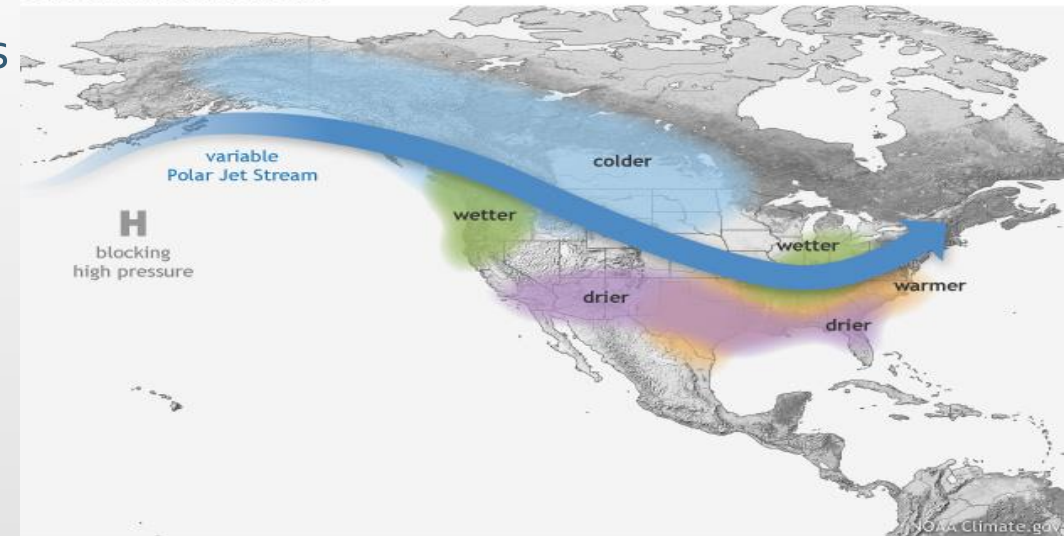 s
colder
variable
Polar Jet Stream
wetter
H
blocking
high pressure
wetter
warmer
drier
drier
NOAA Climate.gov